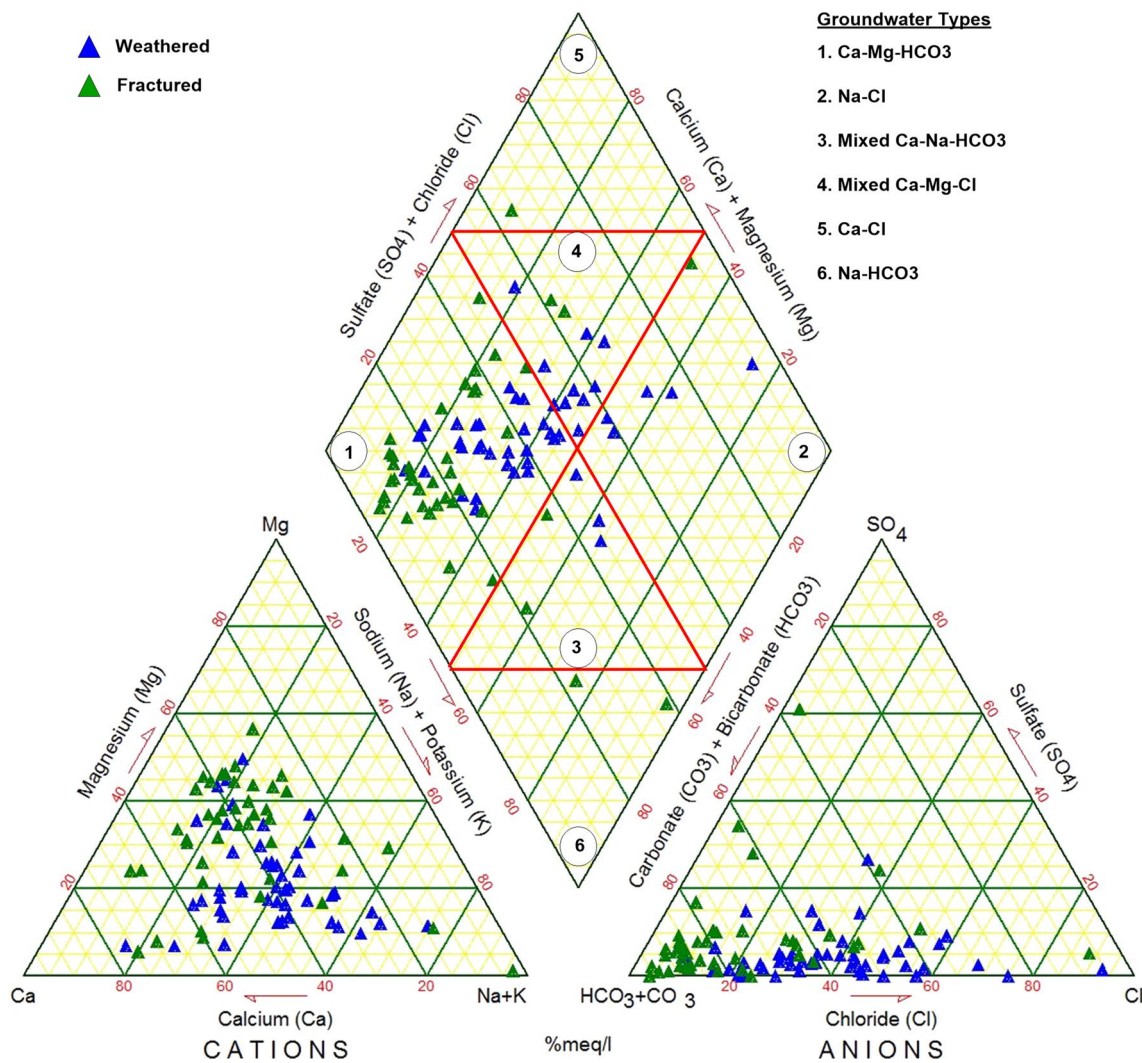 Weathered
Fractured
Groundwater Types
1. Ca-Mg-HCO3
2. Na-Cl
3. Mixed Ca-Na-HCO3
4. Mixed Ca-Mg-Cl
5. Ca-Cl
6. Na-HCO3
5
80
80
Sulfate (SO4) + Chloride (Cl)
Calcium (Ca) + Magnesium (Mg)
60
60
4
40
40
20
20
1
2
20
20
40
40
3
60
60
80
80
6
Mg
80
20
Magnesium (Mg)
Sodium (Na) + Potassium (K)
60
40
40
60
20
80
Ca
80
60
40
20
Na+K
Calcium (Ca)
CATIONS
%meq/l
SO4
20
80
Carbonate (CO3) + Bicarbonate (HCO3)
Sulfate (SO4)
40
60
60
40
80
20
HCO3+CO3
20
40
60
80
Cl
Chloride (Cl)
ANIONS